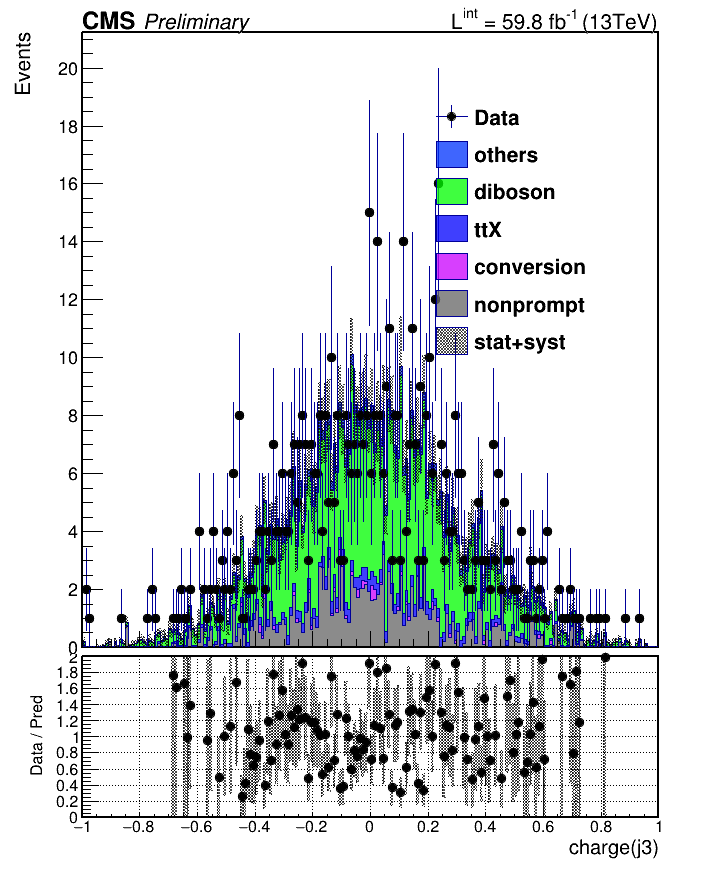 CMS Preliminary L^int = 59.8 fb^-1 (13TeV)
Events
20
18
16
14
12
10
8
6
4
2
0
Data
others
diboson
ttX
conversion
nonprompt
stat+syst
Data / Pred
2
1.8
1.6
1.4
1.2
1
0.8
0.6
0.4
0.2
0
−1 −0.8 −0.6 −0.4 −0.2 0 0.2 0.4 0.6 0.8 1
charge(j3)